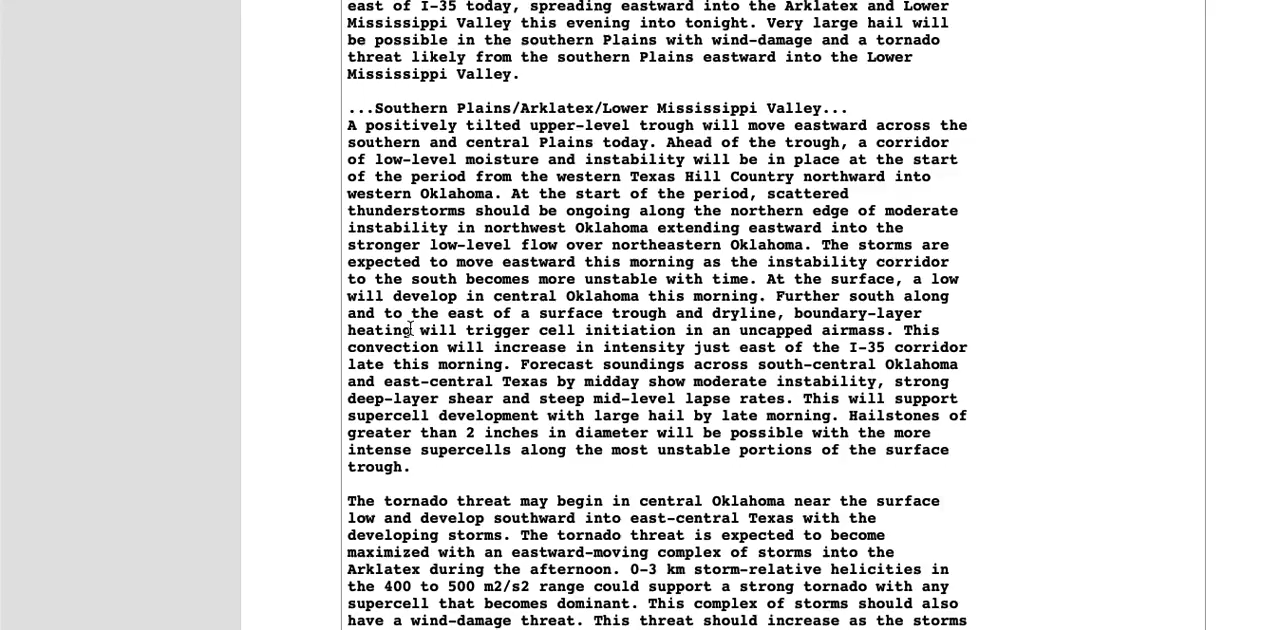 east of I-35 today, spreading eastward into the Arklatex and Lower
Mississippi Valley this evening into tonight. Very large hail will
be possible in the southern Plains with wind-damage and a tornado
threat likely from the southern Plains eastward into the Lower
Mississippi Valley.
...Southern Plains/Arklatex/Lower Mississippi Valley...
A positively tilted upper-level trough will move eastward across the
southern and central Plains today. Ahead of the trough, a corridor
of low-level moisture and instability will be in place at the start
of the period from the western Texas Hill Country northward into
western Oklahoma. At the start of the period, scattered
thunderstorms should be ongoing along the northern edge of moderate
instability in northwest Oklahoma extending eastward into the
stronger low-level flow over northeastern Oklahoma. The storms are
expected to move eastward this morning as the instability corridor
to the south becomes more unstable with time. At the surface, a low
will develop in central Oklahoma this morning. Further south along
and to the east of a surface trough and dryline, boundary-layer
heating will trigger cell initiation in an uncapped airmass. This
convection will increase in intensity just east of the I-35 corridor
late this morning. Forecast soundings across south-central Oklahoma
and east-central Texas by midday show moderate instability, strong
deep-layer shear and steep mid-level lapse rates. This will support
supercell development with large hail by late morning. Hailstones of
greater than 2 inches in diameter will be possible with the more
intense supercells along the most unstable portions of the surface
trough.
The tornado threat may begin in central Oklahoma near the surface
low and develop southward into east-central Texas with the
developing storms. The tornado threat is expected to become
maximized with an eastward-moving complex of storms into the
Arklatex during the afternoon. 0-3 km storm-relative helicities in
the 400 to 500 m2/s2 range could support a strong tornado with any
supercell that becomes dominant. This complex of storms should also
have a wind-damage threat. This threat should increase as the storms